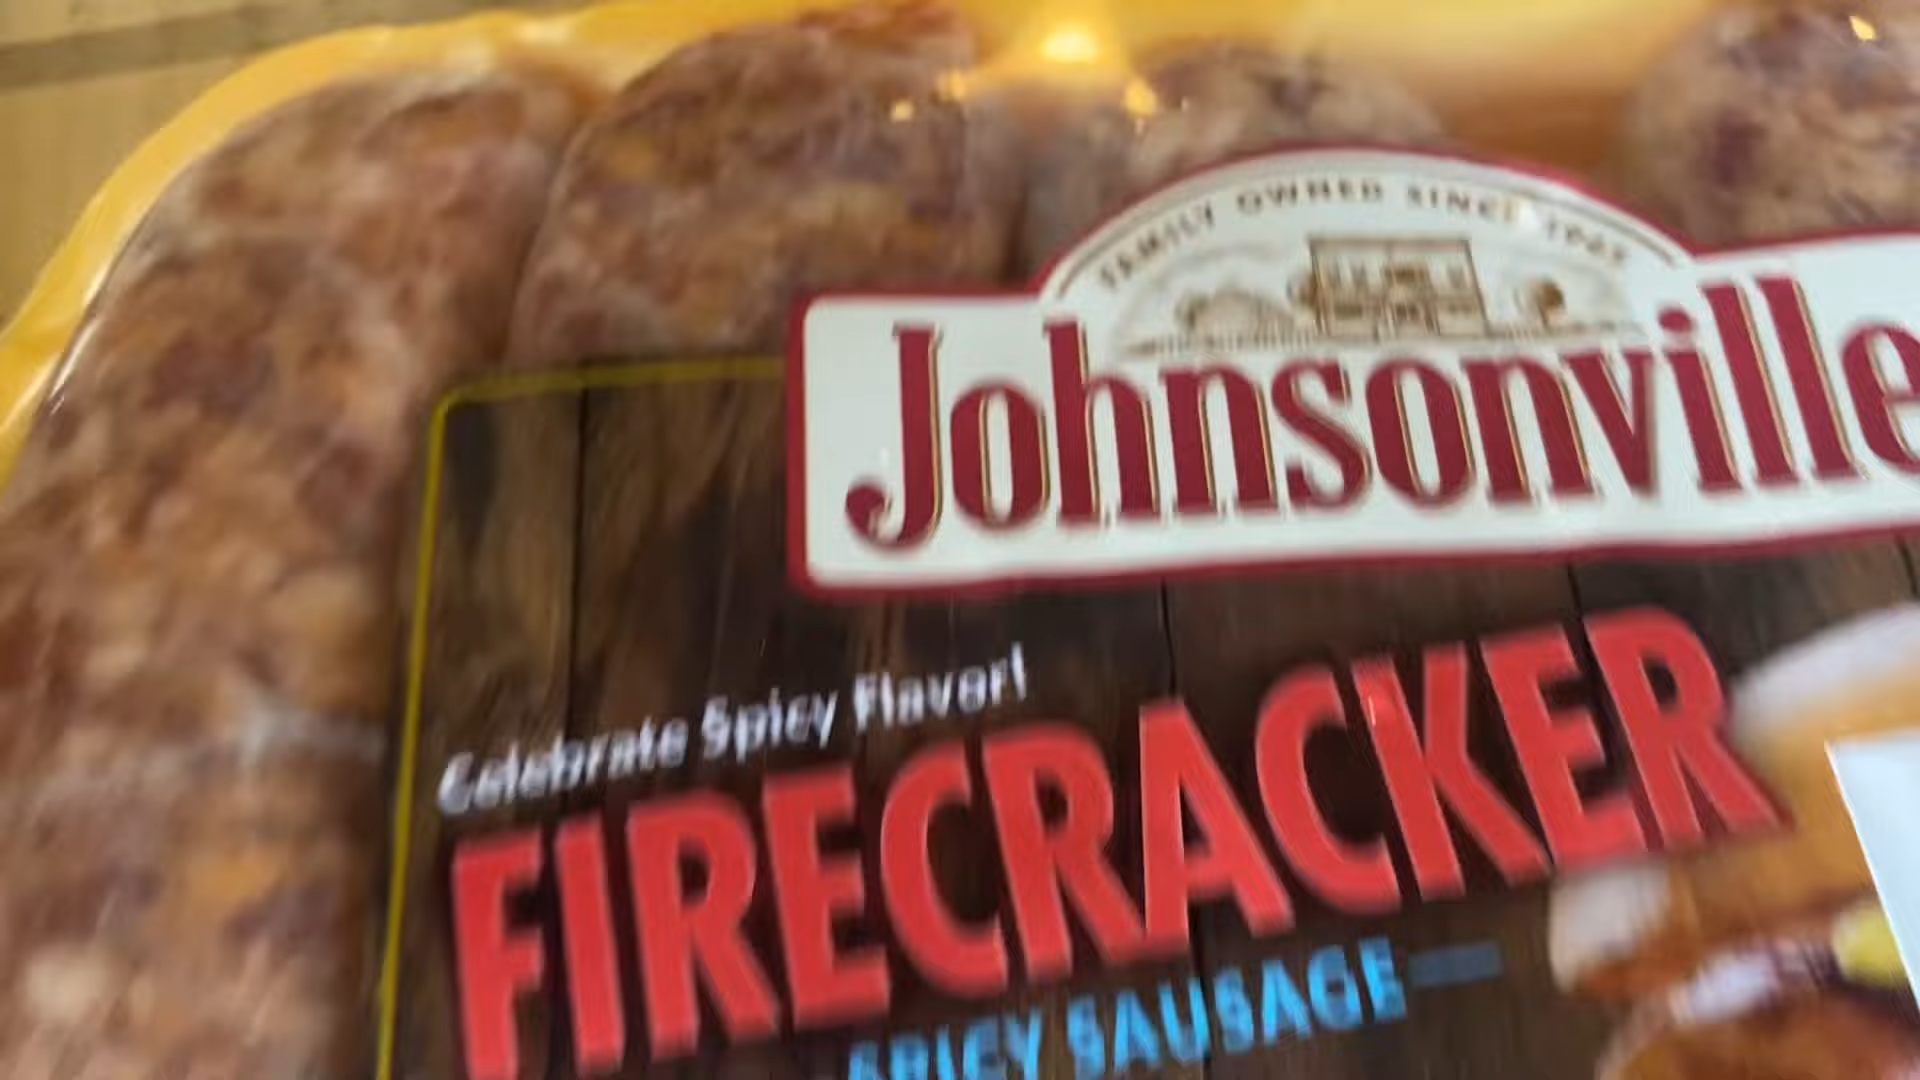 FAMILY OWNED SINCE 1945
Johnsonville
Celebrate Spicy Flavor!
FIRECRACKER
SPICY SAUSAGE